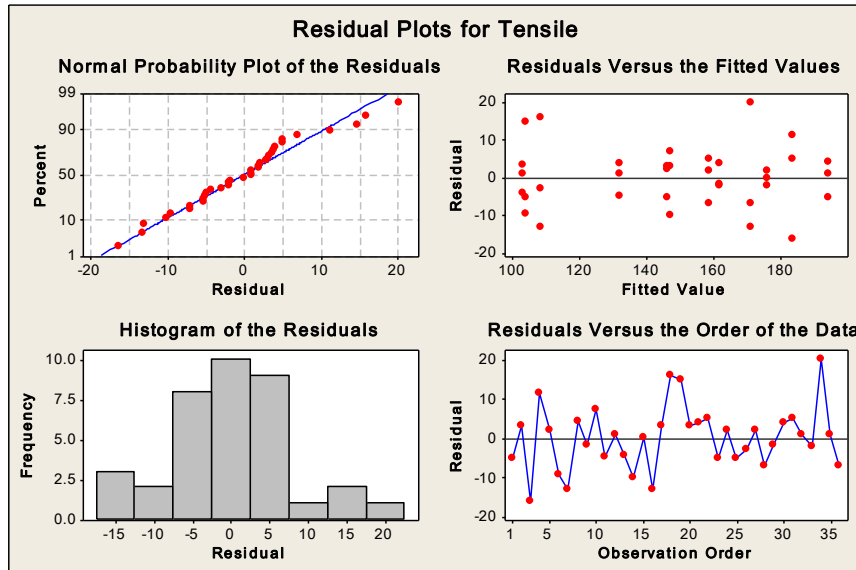 Residual Plots for Tensile
Normal Probability Plot of the Residuals
99
90
50
10
1
Percent
-20 -10 0 10 20
Residual
Residuals Versus the Fitted Values
20
10
0
-10
-20
Residual
100 120 140 160 180
Fitted Value
Histogram of the Residuals
10.0
7.5
5.0
2.5
0.0
Frequency
-15 -10 -5 0 5 10 15 20
Residual
Residuals Versus the Order of the Data
20
10
0
-10
-20
Residual
1 5 10 15 20 25 30 35
Observation Order